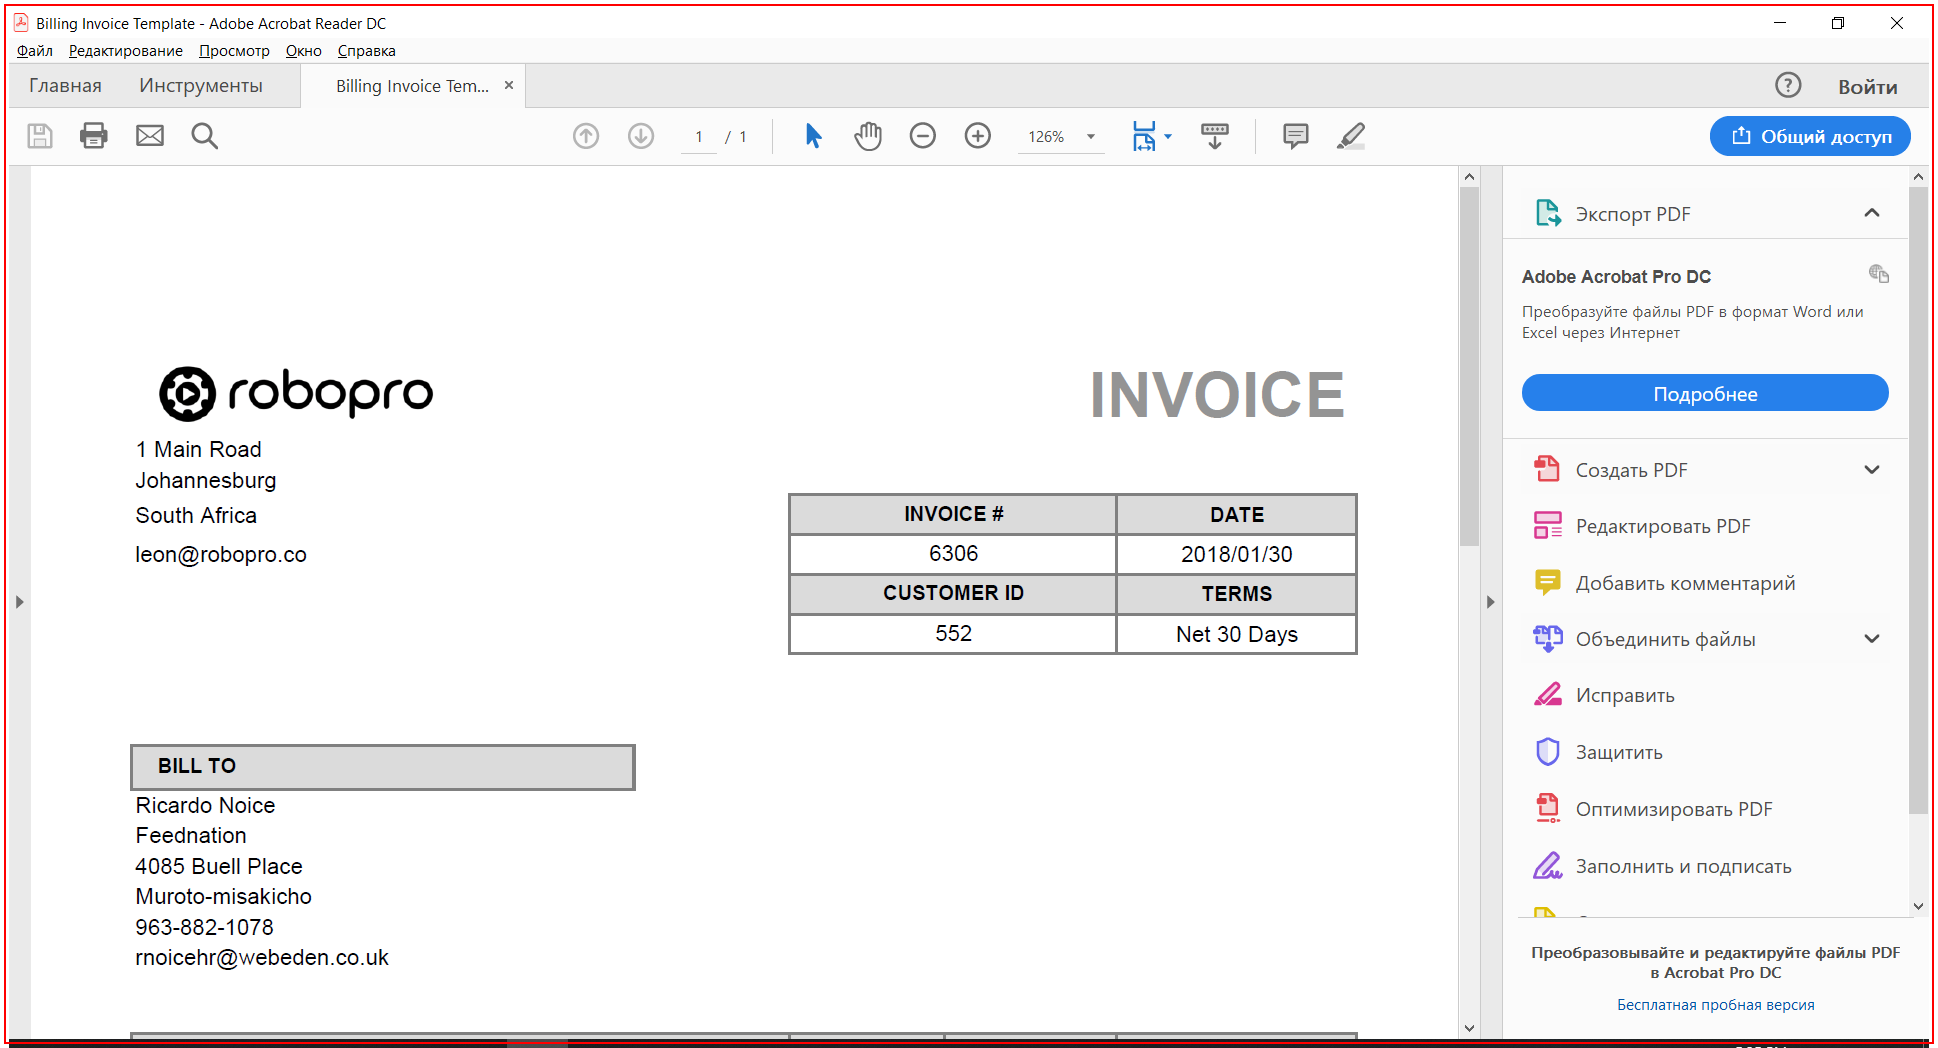 Billing Invoice Template - Adobe Acrobat Reader DC
Файл Редактирование Просмотр Окно Справка
Главная Инструменты Billing Invoice Tem... Войти
1 / 1 126% Общий доступ
robopro
INVOICE
1 Main Road
Johannesburg
South Africa
leon@robopro.co
INVOICE # DATE
6306 2018/01/30
CUSTOMER ID TERMS
552 Net 30 Days
BILL TO
Ricardo Noice
Feednation
4085 Buell Place
Muroto-misakicho
963-882-1078
rnoicehr@webeden.co.uk
Экспорт PDF
Adobe Acrobat Pro DC
Преобразуйте файлы PDF в формат Word или
Excel через Интернет
Подробнее
Создать PDF
Редактировать PDF
Добавить комментарий
Объединить файлы
Исправить
Защитить
Оптимизировать PDF
Заполнить и подписать
Преобразовывайте и редактируйте файлы PDF
в Acrobat Pro DC
Бесплатная пробная версия